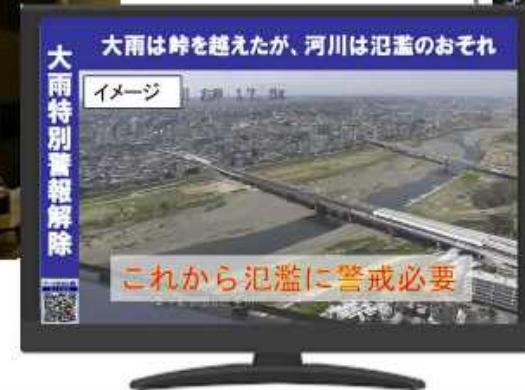 大雨は峠を越えたが、河川は氾濫のおそれ
大雨特別警報解除
イメージ
これから氾濫に警戒必要